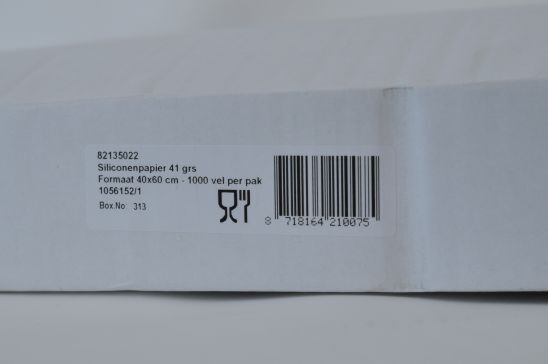 82135022
Siliconenpapier 41 grs
Formaat 40x60 cm - 1000 vel per pak
1056152/1
Box.No: 313
8 718164 210075